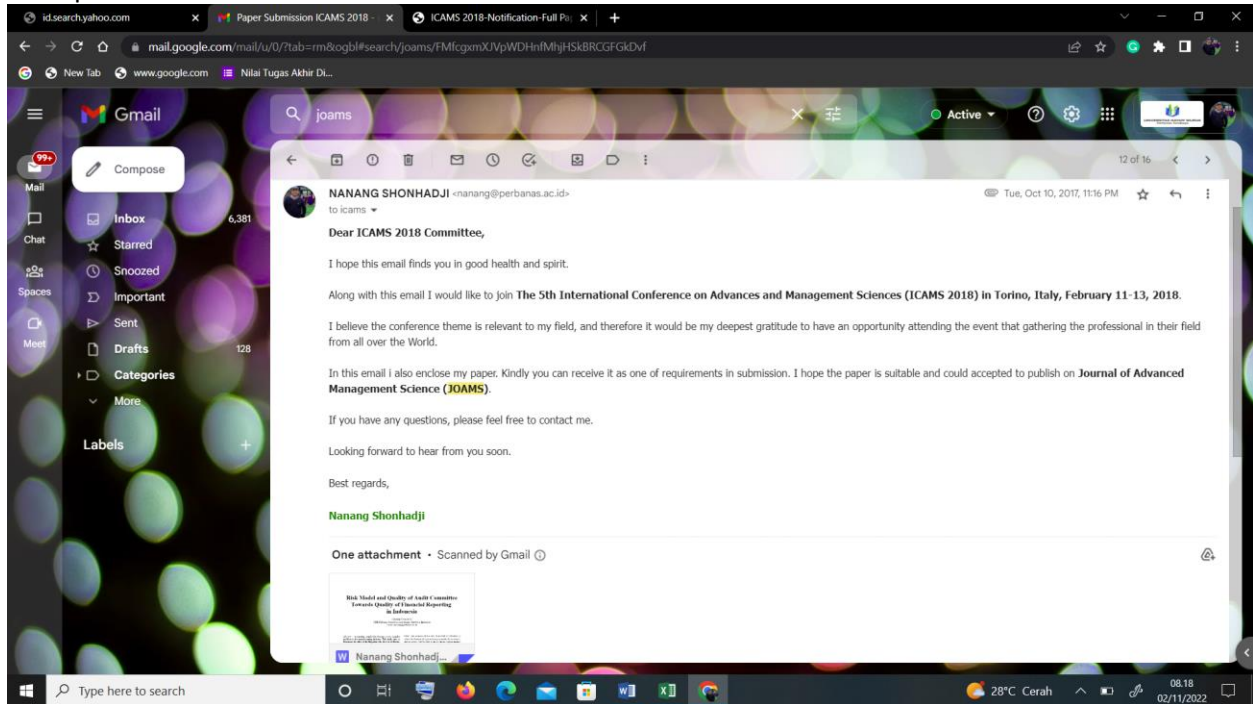 id.search.yahoo.com
Paper Submission ICAMS 2018 -
ICAMS 2018-Notification-Full Pa
mail.google.com/mail/u/0/?tab=rm&ogbl#search/joams/FMfcgxmXJVpWDHnfMhjHSkBRCGFGkDvf
New Tab
www.google.com
Nilai Tugas Akhir Di...
Gmail
joams
Active
99+
Mail
Chat
Spaces
Meet
Compose
Inbox 6,381
Starred
Snoozed
Important
Sent
Drafts 128
Categories
More
Labels
12 of 16
NANANG SHONHADJI <nanang@perbanas.ac.id>
Tue, Oct 10, 2017, 11:16 PM
to icams
Dear ICAMS 2018 Committee,
I hope this email finds you in good health and spirit.
Along with this email I would like to join The 5th International Conference on Advances and Management Sciences (ICAMS 2018) in Torino, Italy, February 11-13, 2018.
I believe the conference theme is relevant to my field, and therefore it would be my deepest gratitude to have an opportunity attending the event that gathering the professional in their field
from all over the World.
In this email i also enclose my paper. Kindly you can receive it as one of requirements in submission. I hope the paper is suitable and could accepted to publish on Journal of Advanced
Management Science (JOAMS).
If you have any questions, please feel free to contact me.
Looking forward to hear from you soon.
Best regards,
Nanang Shonhadji
One attachment • Scanned by Gmail
Risk Model and Quality of Audit Committee
Towards Quality of Financial Reporting
in Indonesia
W Nanang Shonhadj...
Type here to search
28°C Cerah
08.18
02/11/2022